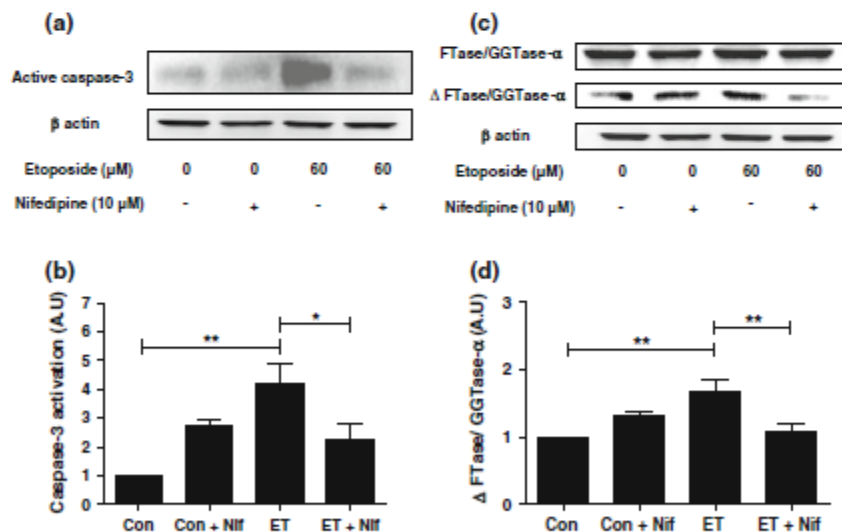 (a)
Active caspase-3
β actin
Etoposide (μM) 0 0 60 60
Nifedipine (10 μM) - + - +
(c)
FTase/GGTase-α
Δ FTase/GGTase-α
β actin
Etoposide (μM) 0 0 60 60
Nifedipine (10 μM) - + - +
(b)
Caspase-3 activation (A.U)
7
6
5
4
3
2
1
0
**
*
Con Con + Nif ET ET + Nif
(d)
Δ FTase/ GGTase-α (A.U)
3
2
1
0
**
**
Con Con + Nif ET ET + Nif